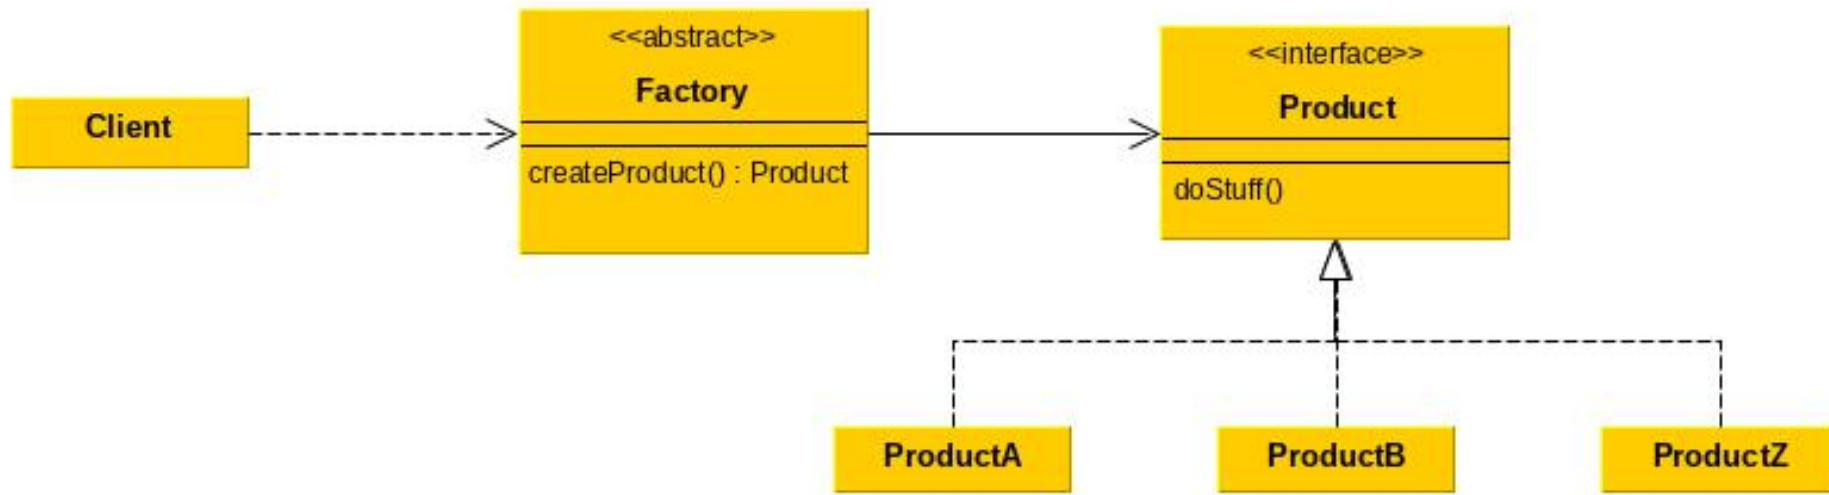 Client
<<abstract>>
Factory
createProduct() : Product
<<interface>>
Product
doStuff()
ProductA
ProductB
ProductZ